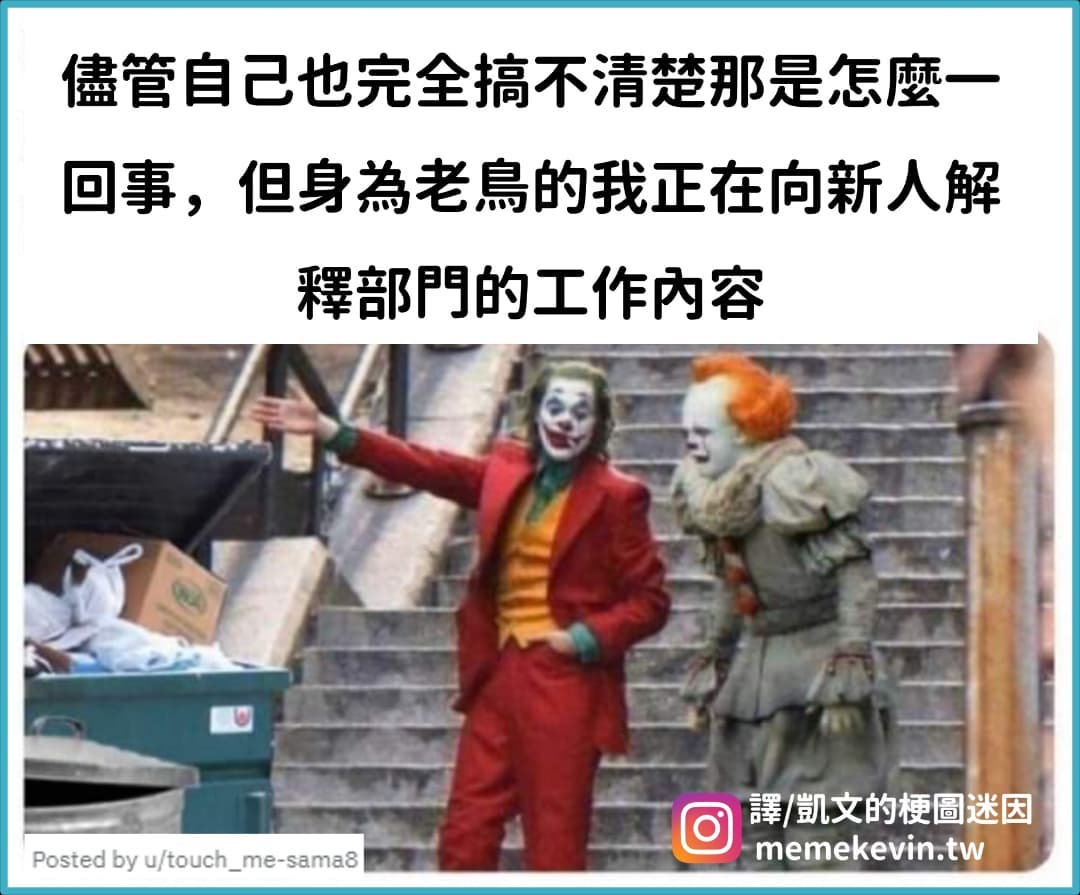 儘管自己也完全搞不清楚那是怎麼一
回事，但身為老鳥的我正在向新人解
釋部門的工作內容
譯/凱文的梗圖迷因
memekevin.tw
Posted by u/touch_me-sama8